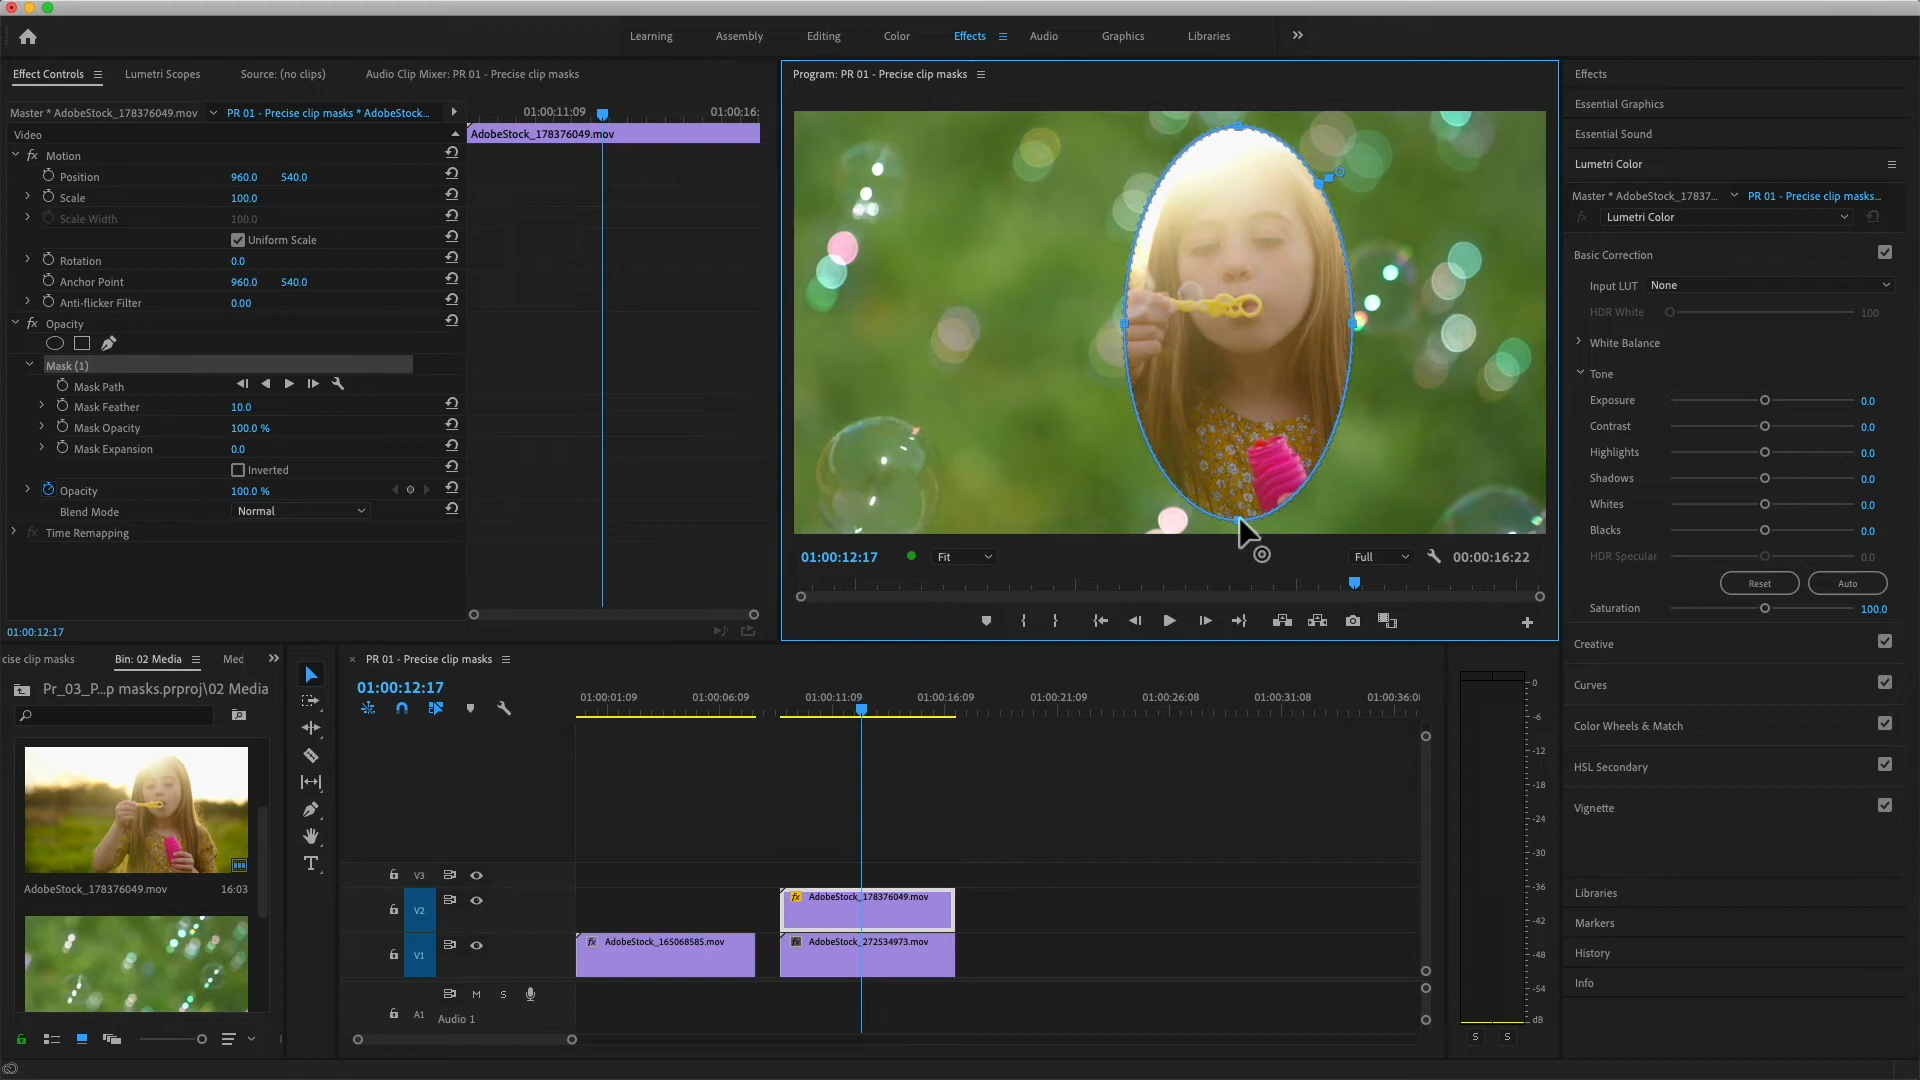 Learning Assembly Editing Color Effects Audio Graphics Libraries
Effect Controls Lumetri Scopes Source: (no clips) Audio Clip Mixer: PR 01 - Precise clip masks
Master * AdobeStock_178376049.mov PR 01 - Precise clip masks * AdobeStock...
01:00:11:09 01:00:16:
AdobeStock_178376049.mov
Video
fx Motion
Position 960.0 540.0
Scale 100.0
Scale Width 100.0
Uniform Scale
Rotation 0.0
Anchor Point 960.0 540.0
Anti-flicker Filter 0.00
fx Opacity
Mask (1)
Mask Path
Mask Feather 10.0
Mask Opacity 100.0 %
Mask Expansion 0.0
Inverted
Opacity 100.0 %
Blend Mode Normal
fx Time Remapping
01:00:12:17
Program: PR 01 - Precise clip masks
01:00:12:17 Fit Full 00:00:16:22
Effects
Essential Graphics
Essential Sound
Lumetri Color
Master * AdobeStock_17837... PR 01 - Precise clip masks...
fx Lumetri Color
Basic Correction
Input LUT None
HDR White 100
White Balance
Tone
Exposure 0.0
Contrast 0.0
Highlights 0.0
Shadows 0.0
Whites 0.0
Blacks 0.0
HDR Specular 0.0
Reset Auto
Saturation 100.0
Creative
Curves
Color Wheels & Match
HSL Secondary
Vignette
Libraries
Markers
History
Info
cise clip masks Bin: 02 Media Med
Pr_03_P...p masks.prproj\02 Media
AdobeStock_178376049.mov 16:03
PR 01 - Precise clip masks
01:00:12:17
01:00:01:09 01:00:06:09 01:00:11:09 01:00:16:09 01:00:21:09 01:00:26:08 01:00:31:08 01:00:36:0
V3
V2
fx AdobeStock_178376049.mov
V1
fx AdobeStock_165068585.mov
fx AdobeStock_272534973.mov
M S
A1 Audio 1
0
-6
-12
-18
-24
-30
-36
-42
-48
-54
dB
S S